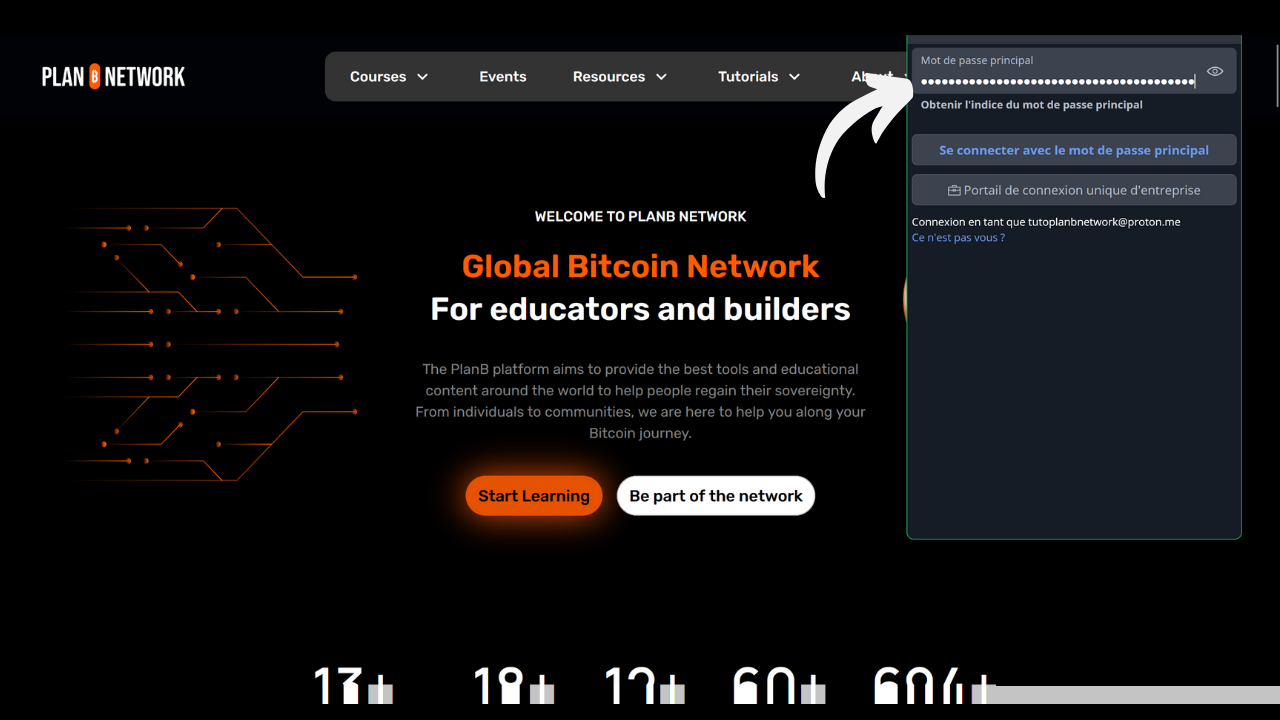 PLAN B NETWORK
Courses
Events
Resources
Tutorials
About
WELCOME TO PLANB NETWORK
Global Bitcoin Network
For educators and builders
The PlanB platform aims to provide the best tools and educational
content around the world to help people regain their sovereignty.
From individuals to communities, we are here to help you along your
Bitcoin journey.
Start Learning
Be part of the network
Mot de passe principal
●●●●●●●●●●●●●●●●●●●●●●●●●●●●●●●●●●●●●●●●
Obtenir l'indice du mot de passe principal
Se connecter avec le mot de passe principal
Portail de connexion unique d'entreprise
Connexion en tant que tutoplanbnetwork@proton.me
Ce n'est pas vous ?